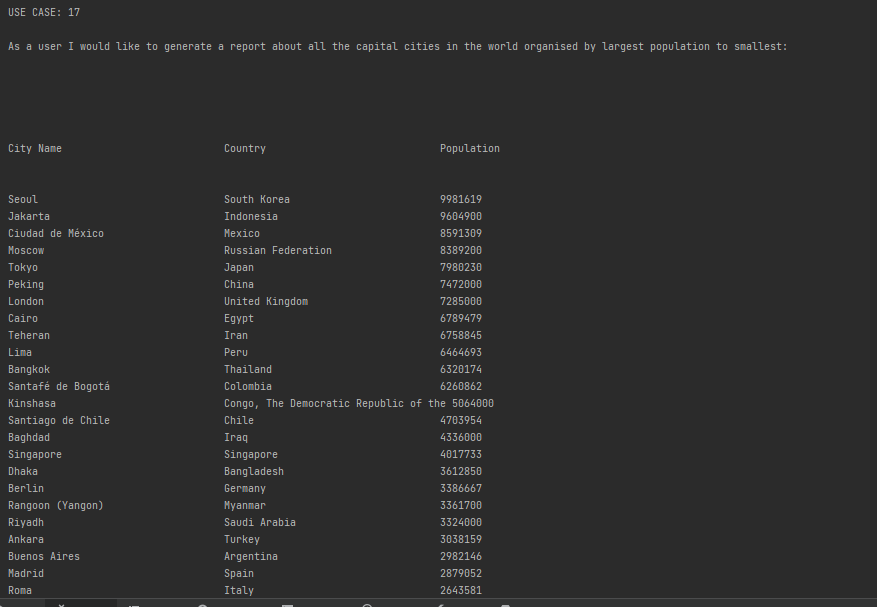 USE CASE: 17
As a user I would like to generate a report about all the capital cities in the world organised by largest population to smallest:
City Name Country Population
Seoul South Korea 9981619
Jakarta Indonesia 9604900
Ciudad de México Mexico 8591309
Moscow Russian Federation 8389200
Tokyo Japan 7980230
Peking China 7472000
London United Kingdom 7285000
Cairo Egypt 6789479
Teheran Iran 6758845
Lima Peru 6464693
Bangkok Thailand 6320174
Santafé de Bogotá Colombia 6260862
Kinshasa Congo, The Democratic Republic of the 5064000
Santiago de Chile Chile 4703954
Baghdad Iraq 4336000
Singapore Singapore 4017733
Dhaka Bangladesh 3612850
Berlin Germany 3386667
Rangoon (Yangon) Myanmar 3361700
Riyadh Saudi Arabia 3324000
Ankara Turkey 3038159
Buenos Aires Argentina 2982146
Madrid Spain 2879052
Roma Italy 2643581